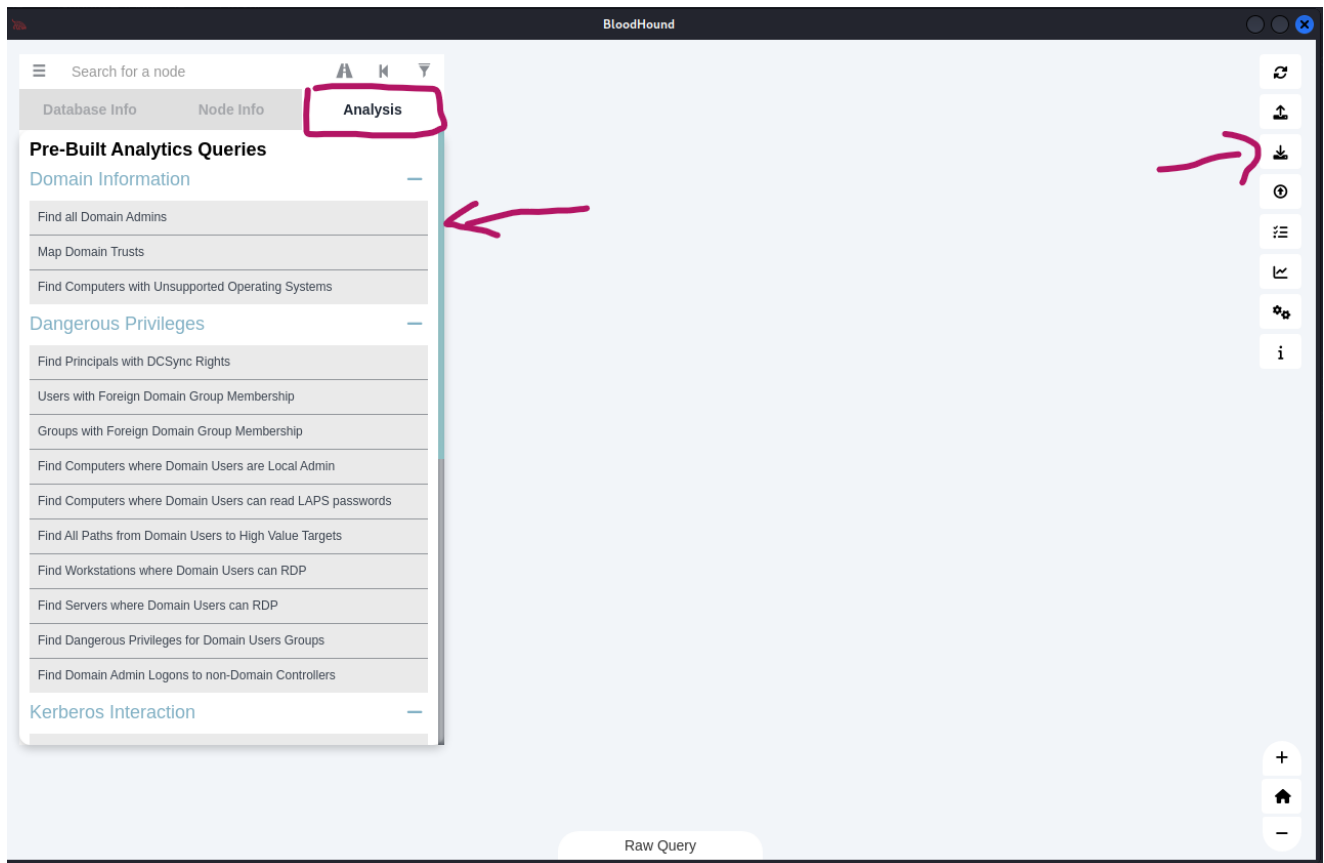 BloodHound
Search for a node
Database Info Node Info Analysis
Pre-Built Analytics Queries
Domain Information
Find all Domain Admins
Map Domain Trusts
Find Computers with Unsupported Operating Systems
Dangerous Privileges
Find Principals with DCSync Rights
Users with Foreign Domain Group Membership
Groups with Foreign Domain Group Membership
Find Computers where Domain Users are Local Admin
Find Computers where Domain Users can read LAPS passwords
Find All Paths from Domain Users to High Value Targets
Find Workstations where Domain Users can RDP
Find Servers where Domain Users can RDP
Find Dangerous Privileges for Domain Users Groups
Find Domain Admin Logons to non-Domain Controllers
Kerberos Interaction
Raw Query